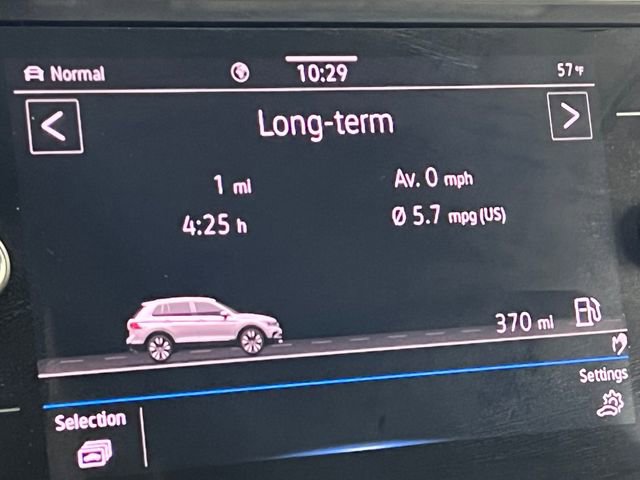 Normal
10:29
57°F
Long-term
1 mi
Av. 0 mph
4:25 h
Ø 5.7 mpg (US)
370 mi
Settings
Selection